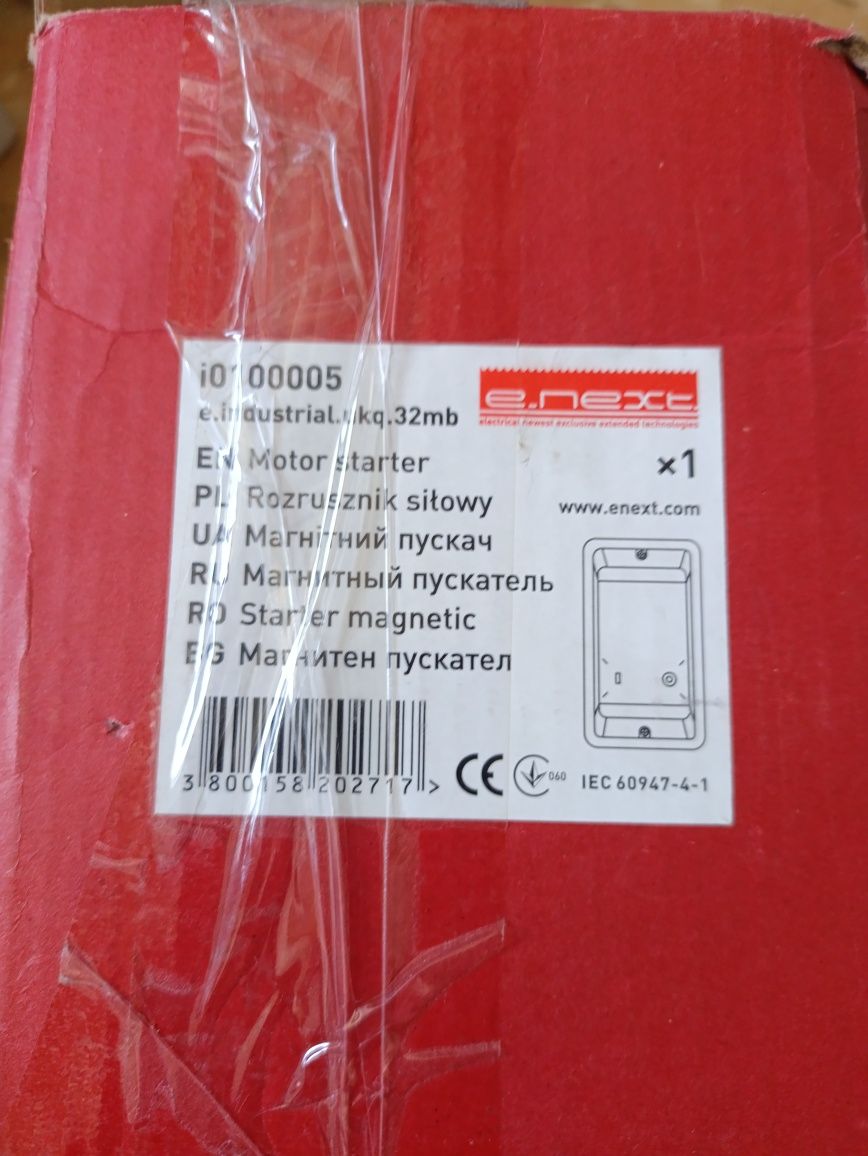 i0100005
e.industrial.ukq.32mb
e.next.
electrical newest exclusive extended technologies
EN Motor starter
×1
PL Rozrusznik siłowy
www.enext.com
UA Магнітний пускач
RU Магнитный пускатель
RO Starter magnetic
BG Магнитен пускател
3 800158 202717 >
CE
060
IEC 60947-4-1